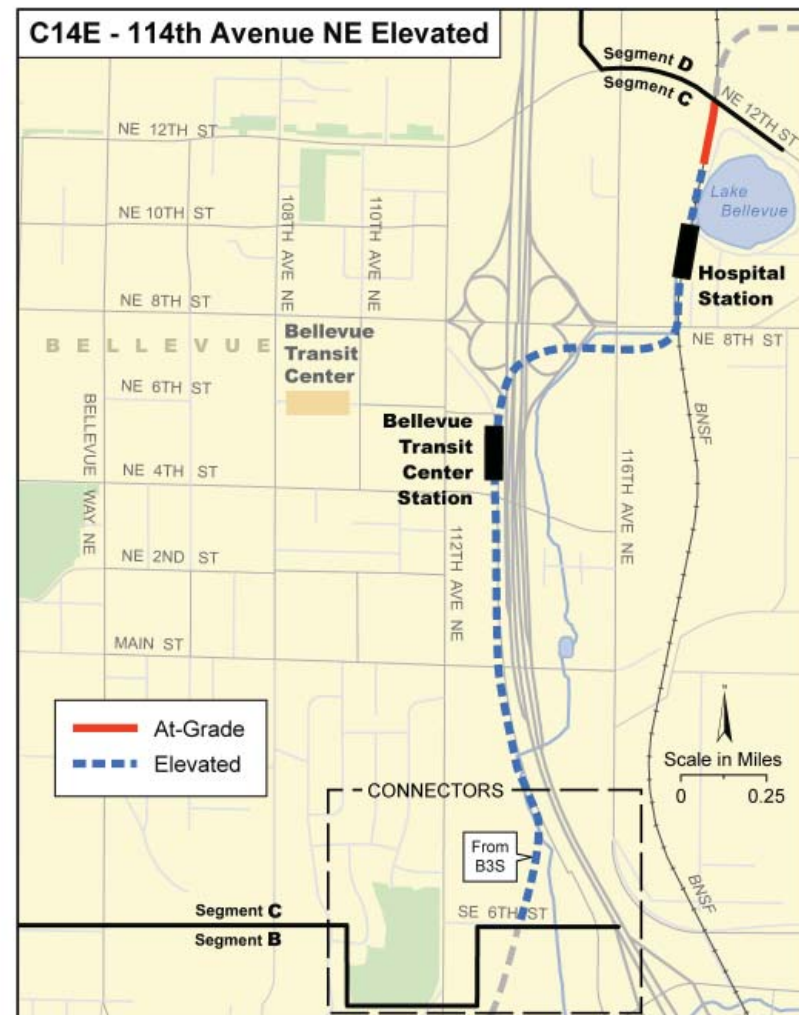 C14E - 114th Avenue NE Elevated
Segment D
Segment C
NE 12TH ST
NE 12TH ST
Lake
Bellevue
NE 10TH ST
108TH AVE NE
110TH AVE NE
Hospital
Station
NE 8TH ST
NE 8TH ST
BELLEVUE
Bellevue
Transit
Center
NE 6TH ST
BELLEVUE WAY NE
Bellevue
Transit
Center
Station
BNSF
NE 4TH ST
116TH AVE NE
112TH AVE NE
NE 2ND ST
MAIN ST
At-Grade
Elevated
N
Scale in Miles
0 0.25
CONNECTORS
From
B3S
BNSF
SE 6TH ST
Segment C
Segment B